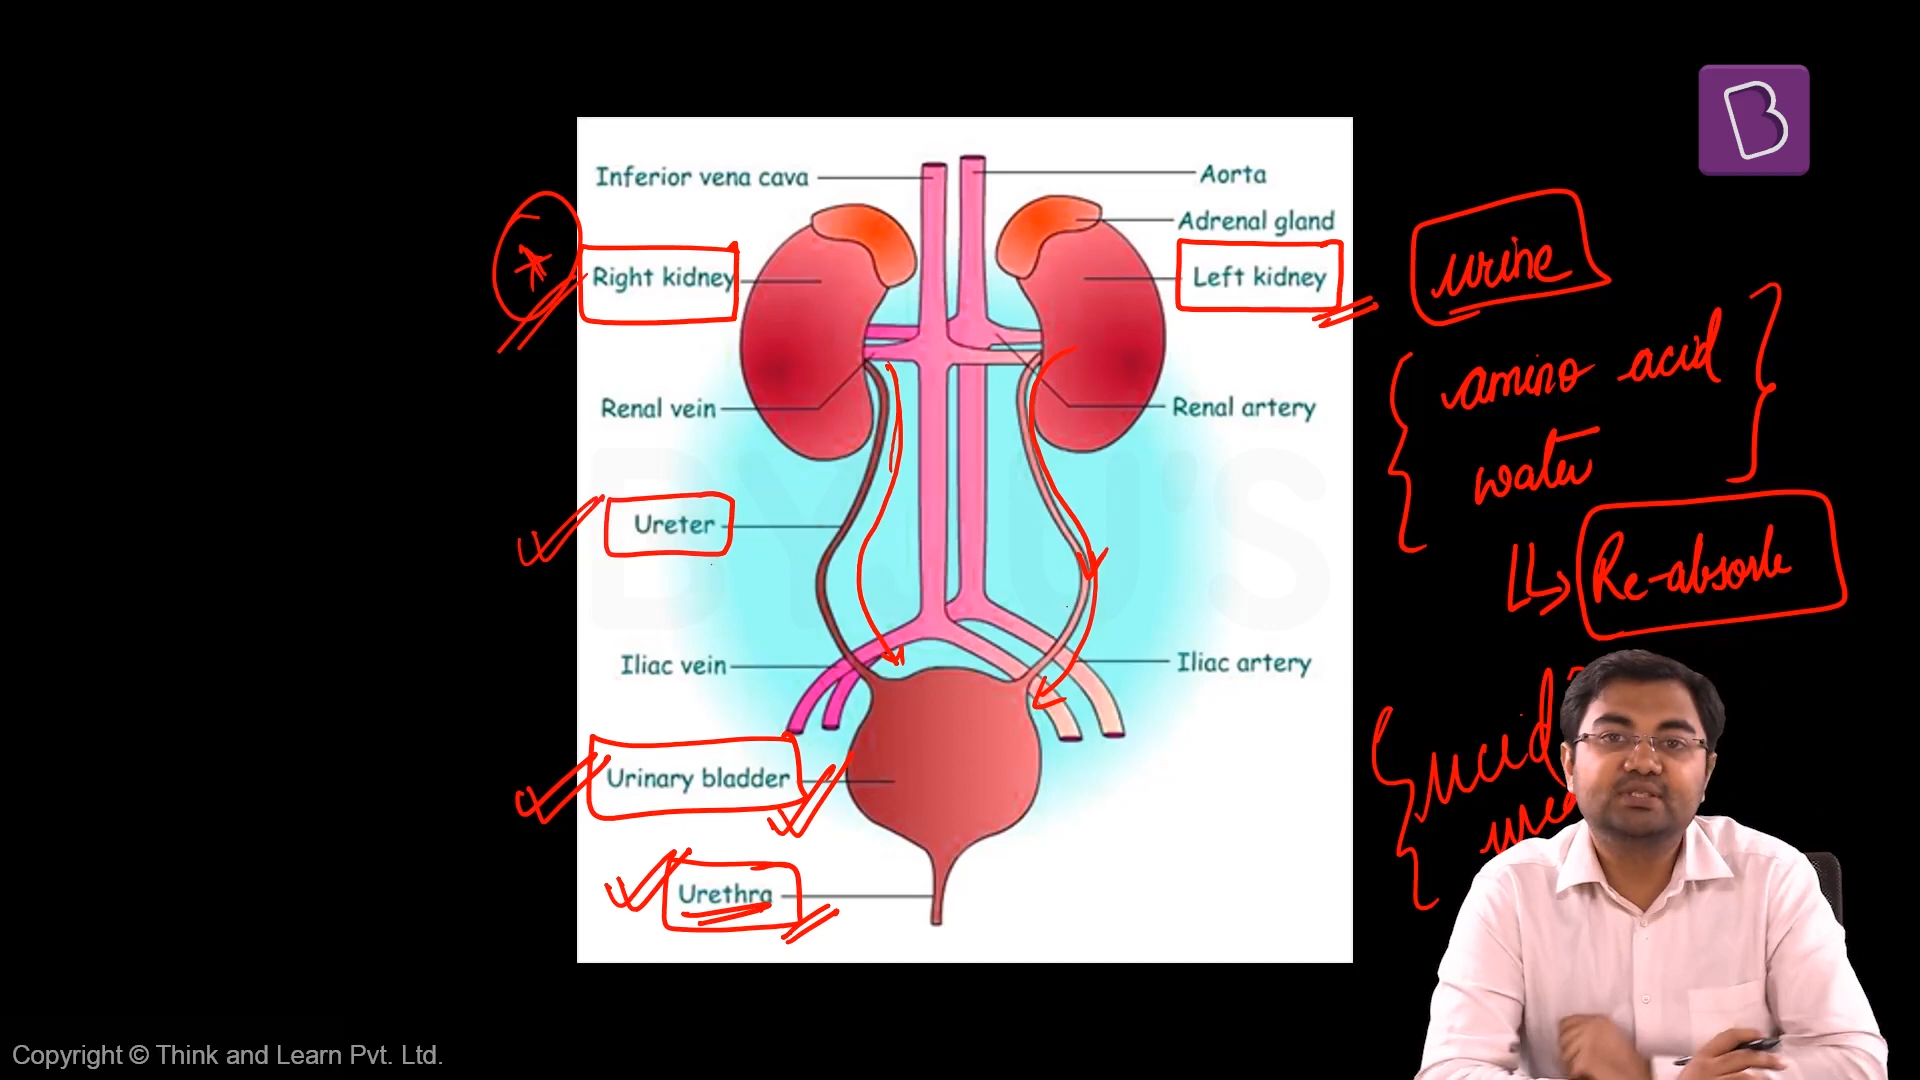 Inferior vena cava
Aorta
Adrenal gland
Right kidney
Left kidney
urine
amino acid
water
Renal vein
Renal artery
Ureter
Re-absorb
BYJU'S
Iliac vein
Iliac artery
Urinary bladder
Urethra
B
Copyright © Think and Learn Pvt. Ltd.